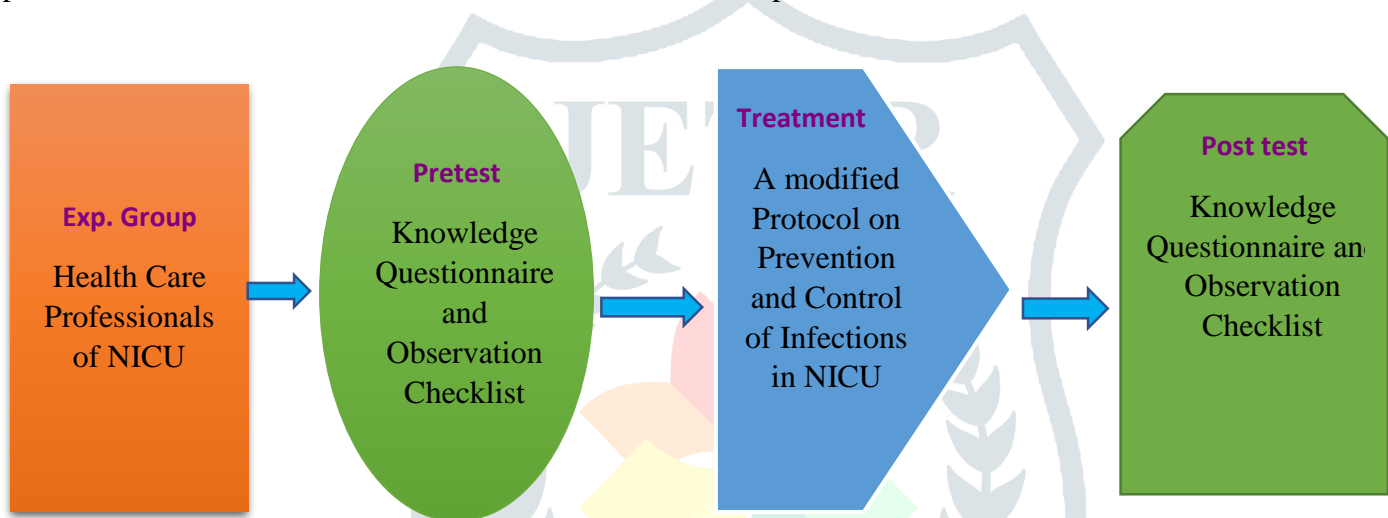 Exp. Group
Health Care
Professionals
of NICU
Pretest
Knowledge
Questionnaire
and
Observation
Checklist
Treatment
A modified
Protocol on
Prevention
and Control
of Infections
in NICU
Post test
Knowledge
Questionnaire an
Observation
Checklist